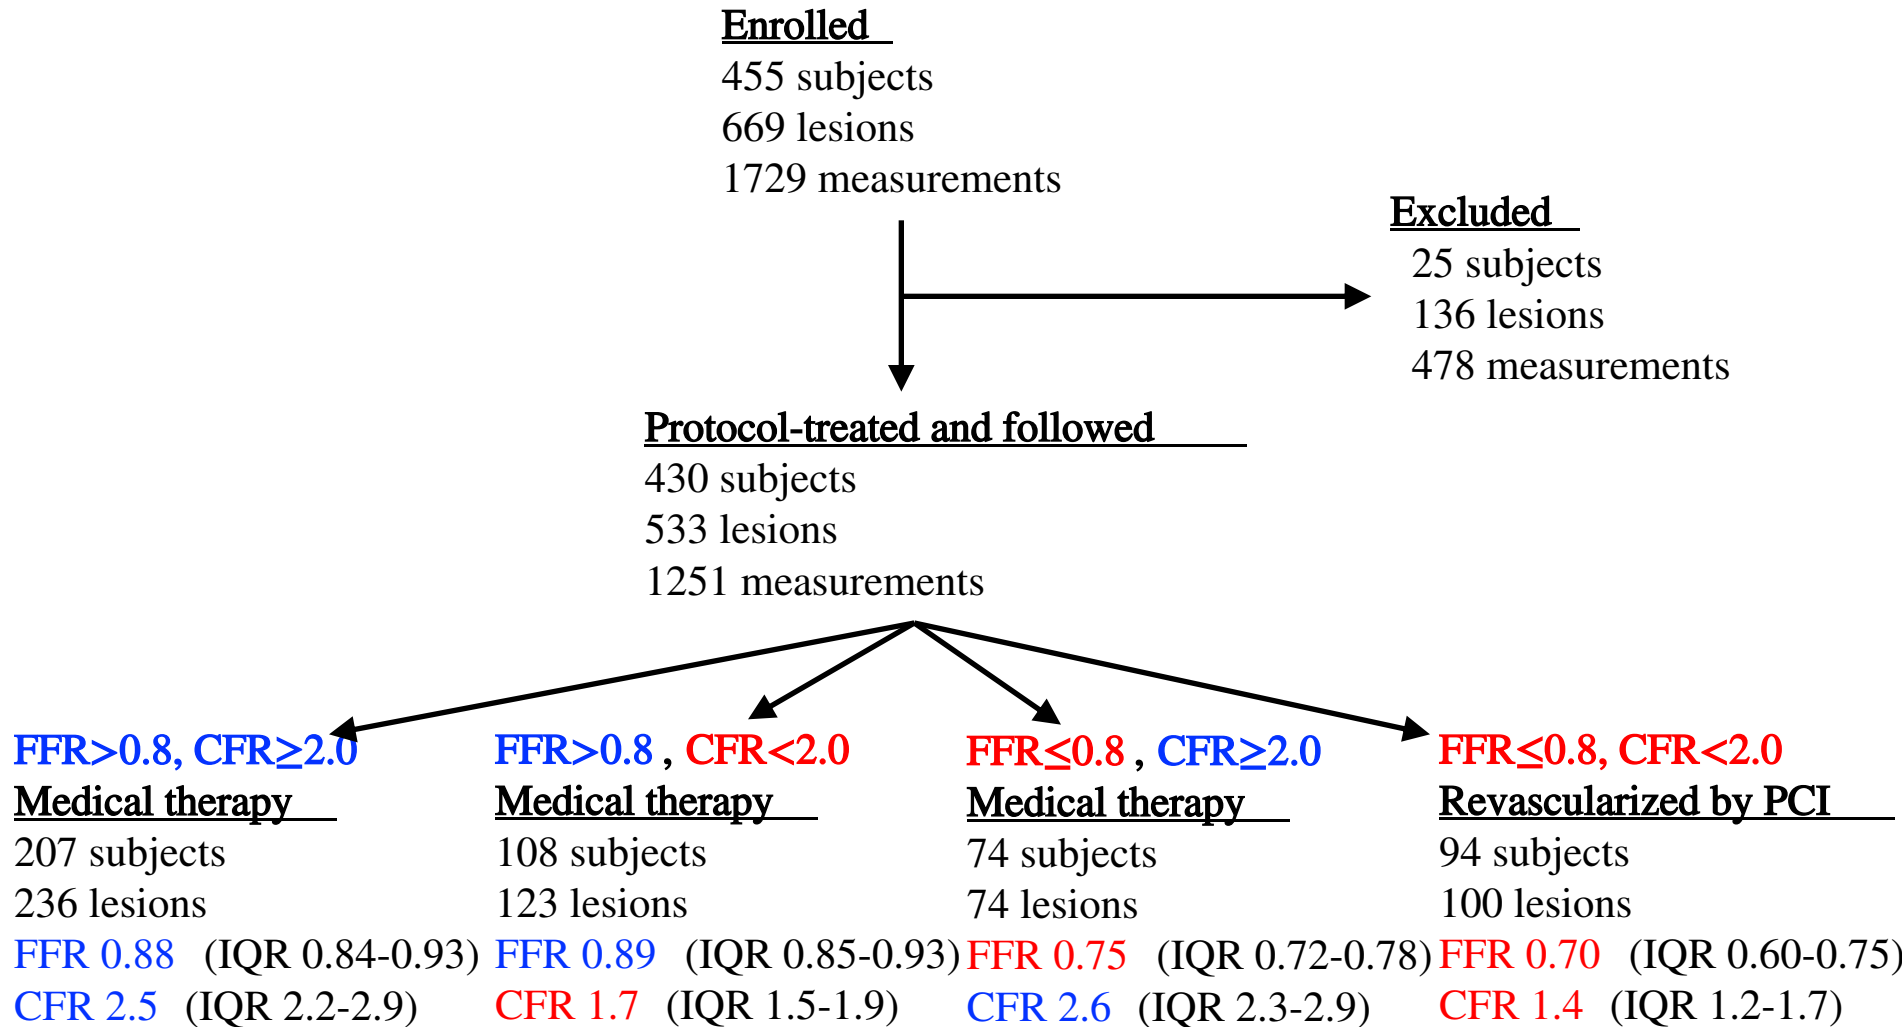 Enrolled
455 subjects
669 lesions
1729 measurements
Excluded
25 subjects
136 lesions
478 measurements
Protocol-treated and followed
430 subjects
533 lesions
1251 measurements
FFR>0.8, CFR≥2.0
Medical therapy
207 subjects
236 lesions
FFR 0.88 (IQR 0.84-0.93)
CFR 2.5 (IQR 2.2-2.9)
FFR>0.8 , CFR<2.0
Medical therapy
108 subjects
123 lesions
FFR 0.89 (IQR 0.85-0.93)
CFR 1.7 (IQR 1.5-1.9)
FFR≤0.8 , CFR≥2.0
Medical therapy
74 subjects
74 lesions
FFR 0.75 (IQR 0.72-0.78)
CFR 2.6 (IQR 2.3-2.9)
FFR≤0.8, CFR<2.0
Revascularized by PCI
94 subjects
100 lesions
FFR 0.70 (IQR 0.60-0.75)
CFR 1.4 (IQR 1.2-1.7)